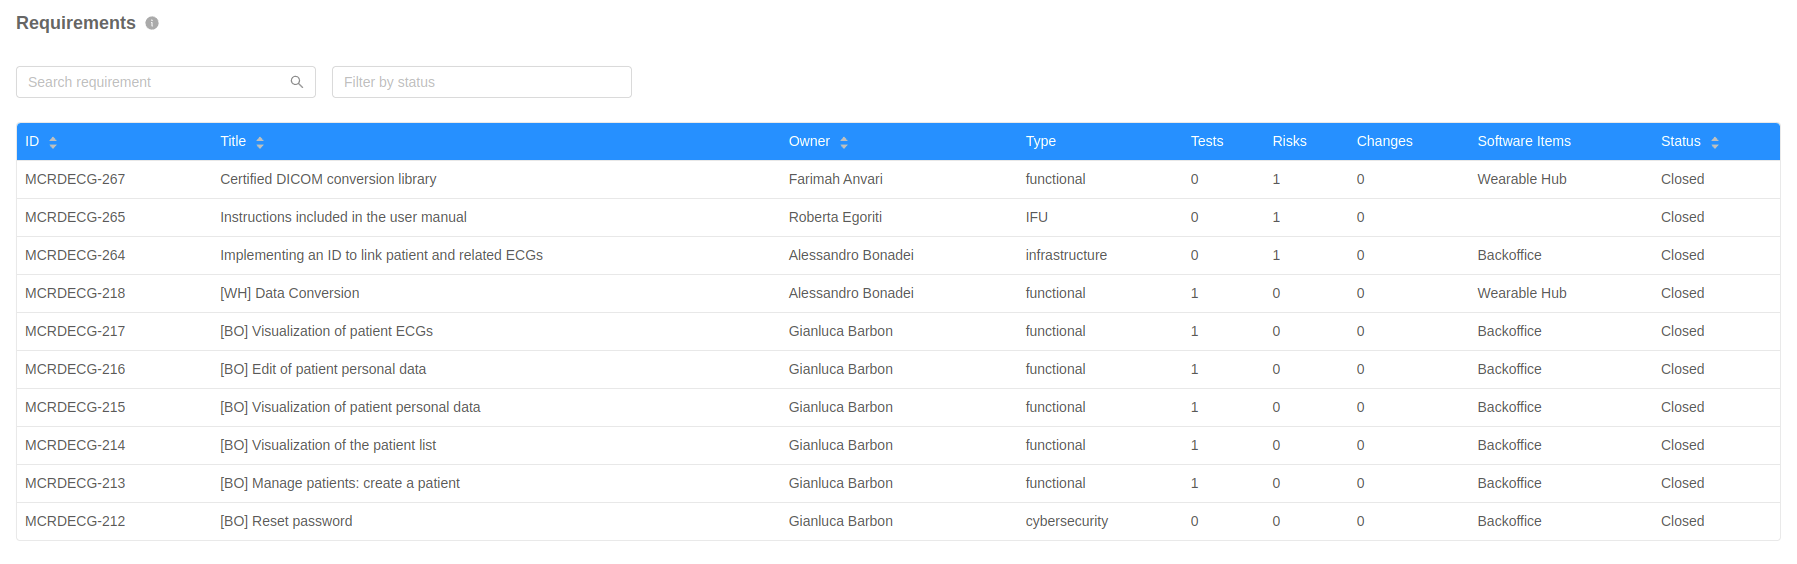 Requirements
Search requirement Filter by status
ID Title Owner Type Tests Risks Changes Software Items Status
MCRDECG-267 Certified DICOM conversion library Farimah Anvari functional 0 1 0 Wearable Hub Closed
MCRDECG-265 Instructions included in the user manual Roberta Egoriti IFU 0 1 0 Closed
MCRDECG-264 Implementing an ID to link patient and related ECGs Alessandro Bonadei infrastructure 0 1 0 Backoffice Closed
MCRDECG-218 [WH] Data Conversion Alessandro Bonadei functional 1 0 0 Wearable Hub Closed
MCRDECG-217 [BO] Visualization of patient ECGs Gianluca Barbon functional 1 0 0 Backoffice Closed
MCRDECG-216 [BO] Edit of patient personal data Gianluca Barbon functional 1 0 0 Backoffice Closed
MCRDECG-215 [BO] Visualization of patient personal data Gianluca Barbon functional 1 0 0 Backoffice Closed
MCRDECG-214 [BO] Visualization of the patient list Gianluca Barbon functional 1 0 0 Backoffice Closed
MCRDECG-213 [BO] Manage patients: create a patient Gianluca Barbon functional 1 0 0 Backoffice Closed
MCRDECG-212 [BO] Reset password Gianluca Barbon cybersecurity 0 0 0 Backoffice Closed